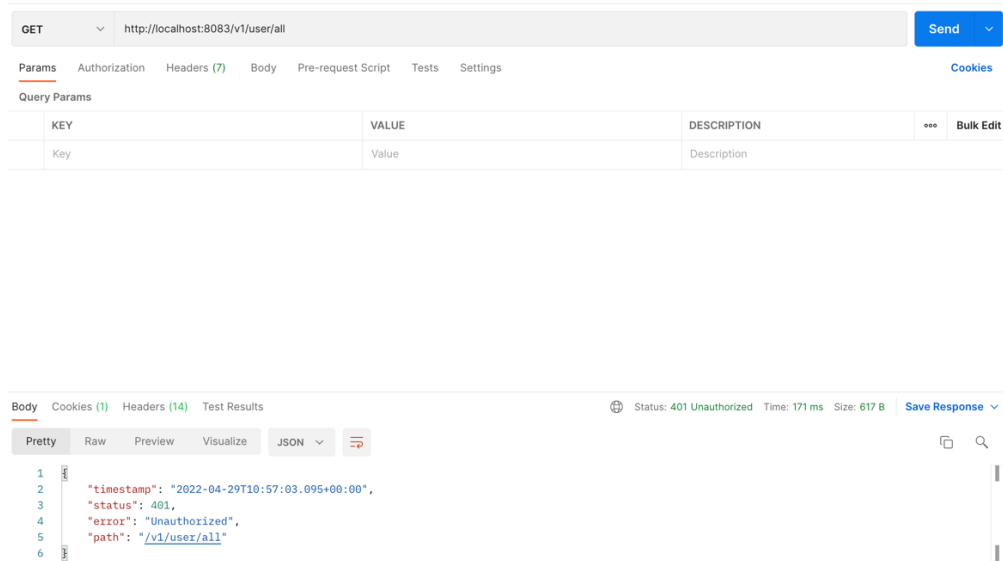 GET http://localhost:8083/v1/user/all Send
Params Authorization Headers (7) Body Pre-request Script Tests Settings Cookies
Query Params
KEY VALUE DESCRIPTION ooo Bulk Edit
Key Value Description
Body Cookies (1) Headers (14) Test Results Status: 401 Unauthorized Time: 171 ms Size: 617 B Save Response
Pretty Raw Preview Visualize JSON
1 {
2 "timestamp": "2022-04-29T10:57:03.095+00:00",
3 "status": 401,
4 "error": "Unauthorized",
5 "path": "/v1/user/all"
6 }